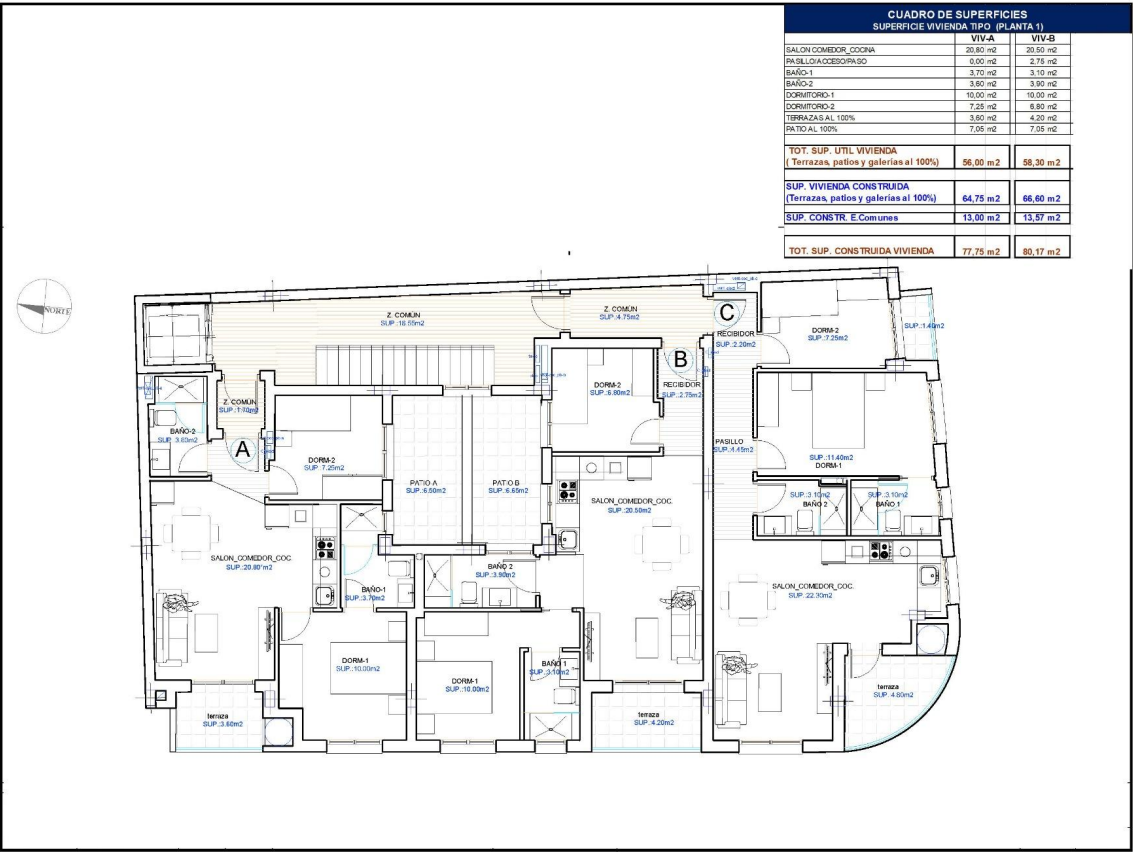 CUADRO DE SUPERFICIES
SUPERFICIE VIVIENDA TIPO (PLANTA 1)
VIV-A VIV-B
SALON COMEDOR_COCINA 20,80 m2 20,50 m2
PASILLO/ACCESO/PASO 0,00 m2 2,75 m2
BAÑO-1 3,70 m2 3,10 m2
BAÑO-2 3,60 m2 3,90 m2
DORMITORIO-1 10,00 m2 10,00 m2
DORMITORIO-2 7,25 m2 6,80 m2
TERRAZAS AL 100% 3,60 m2 4,20 m2
PATIO AL 100% 7,05 m2 7,05 m2
TOT. SUP. UTIL VIVIENDA
( Terrazas, patios y galerias al 100%) 56,00 m2 58,30 m2
SUP. VIVIENDA CONSTRUIDA
(Terrazas, patios y galerias al 100%) 64,75 m2 66,60 m2
SUP. CONSTR. E.Comunes 13,00 m2 13,57 m2
TOT. SUP. CONSTRUIDA VIVIENDA 77,75 m2 80,17 m2
NORTE
Z. COMÚN
SUP.:18.55m2
Z. COMÚN
SUP.:4.75m2
C
RECIBIDOR
SUP.:2.20m2
DORM-2
SUP.:7.25m2
SUP.:1.40m2
B
RECIBIDOR
SUP.:2.75m2
DORM-2
SUP.:6.80m2
Z. COMÚN
SUP.:1.70m2
A
BAÑO-2
DORM-2
SUP.:7.25m2
PATIO A
SUP.:6.50m2
PATIO B
SUP.:6.65m2
PASILLO
SUP.:4.45m2
SUP.:11.40m2
DORM-1
SALON_COMEDOR_COC.
SUP.:20.50m2
SUP.:3.10m2
BAÑO 2
SUP.:3.10m2
BAÑO 1
SALON_COMEDOR_COC.
SUP.:20.80m2
BAÑO-1
SUP.:3.70m2
BAÑO 2
SUP.:3.90m2
SALON_COMEDOR_COC.
SUP.:22.30m2
DORM-1
SUP.:10.00m2
DORM-1
SUP.:10.00m2
BAÑO 1
SUP.:3.10m2
terraza
SUP.:3.60m2
terraza
SUP.:4.20m2
terraza
SUP.:4.80m2